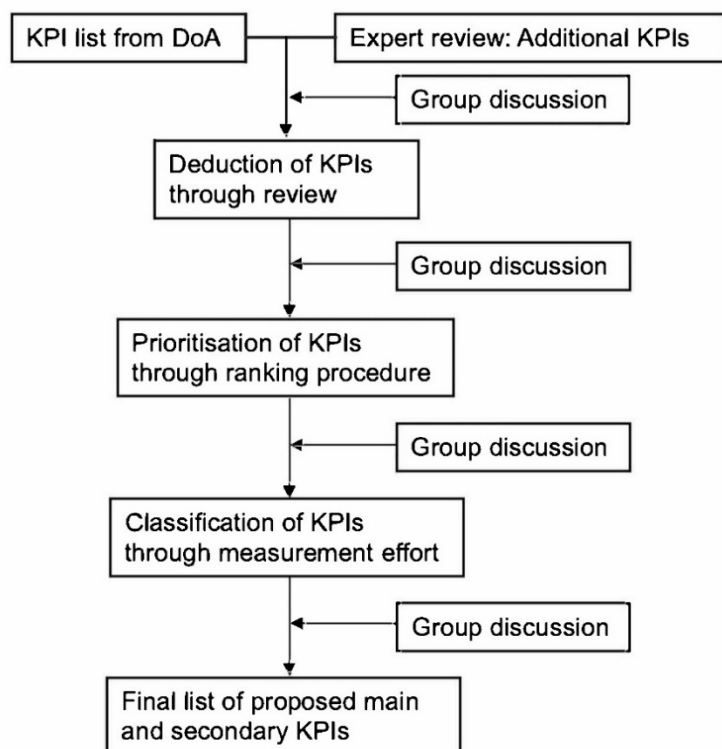 KPI list from DoA
Expert review: Additional KPIs
Group discussion
Deduction of KPIs
through review
Group discussion
Prioritisation of KPIs
through ranking procedure
Group discussion
Classification of KPIs
through measurement effort
Group discussion
Final list of proposed main
and secondary KPIs